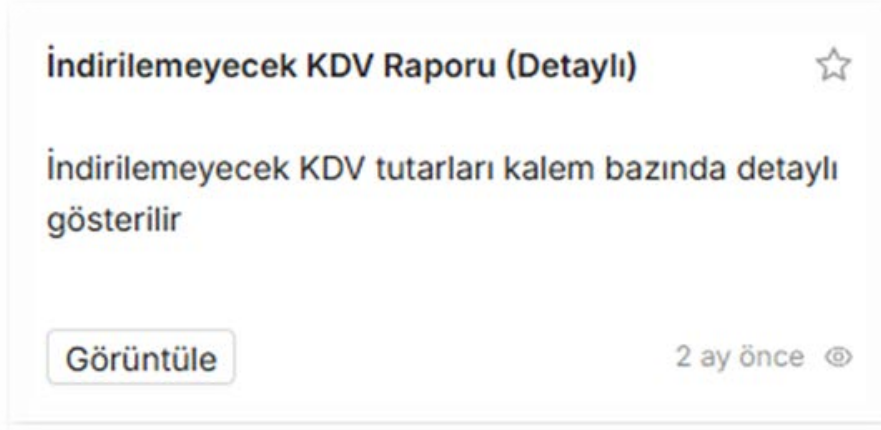 İndirilemeyecek KDV Raporu (Detaylı)
İndirilemeyecek KDV tutarları kalem bazında detaylı
gösterilir
Görüntüle
2 ay önce